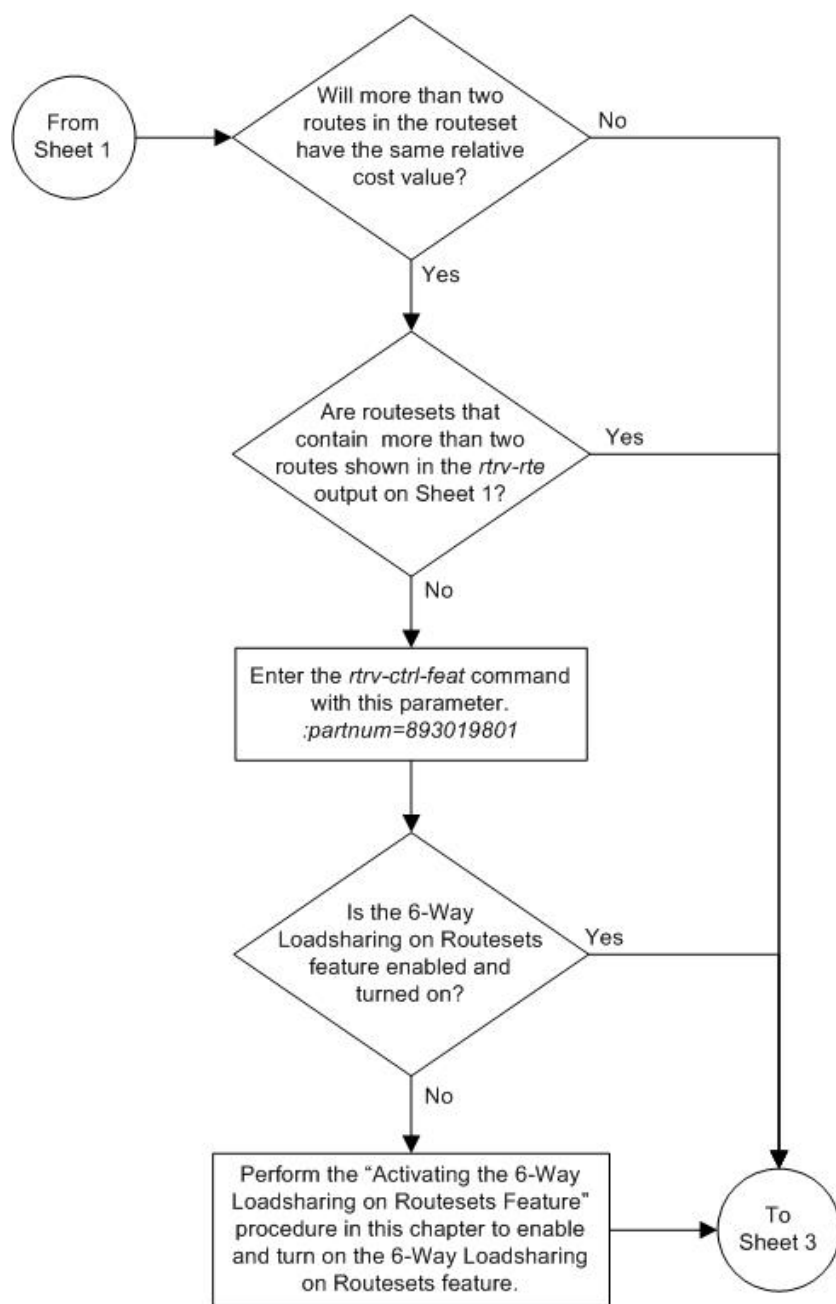 From
Sheet 1
Will more than two
routes in the routeset
have the same relative
cost value?
No
Yes
Are routesets that
contain  more than two
routes shown in the rtrv-rte
output on Sheet 1?
Yes
No
Enter the rtrv-ctrl-feat command
with this parameter.
:partnum=893019801
Is the 6-Way
Loadsharing on Routesets
feature enabled and
turned on?
Yes
No
Perform the “Activating the 6-Way
Loadsharing on Routesets Feature"
procedure in this chapter to enable
and turn on the 6-Way Loadsharing
on Routesets feature.
To
Sheet 3